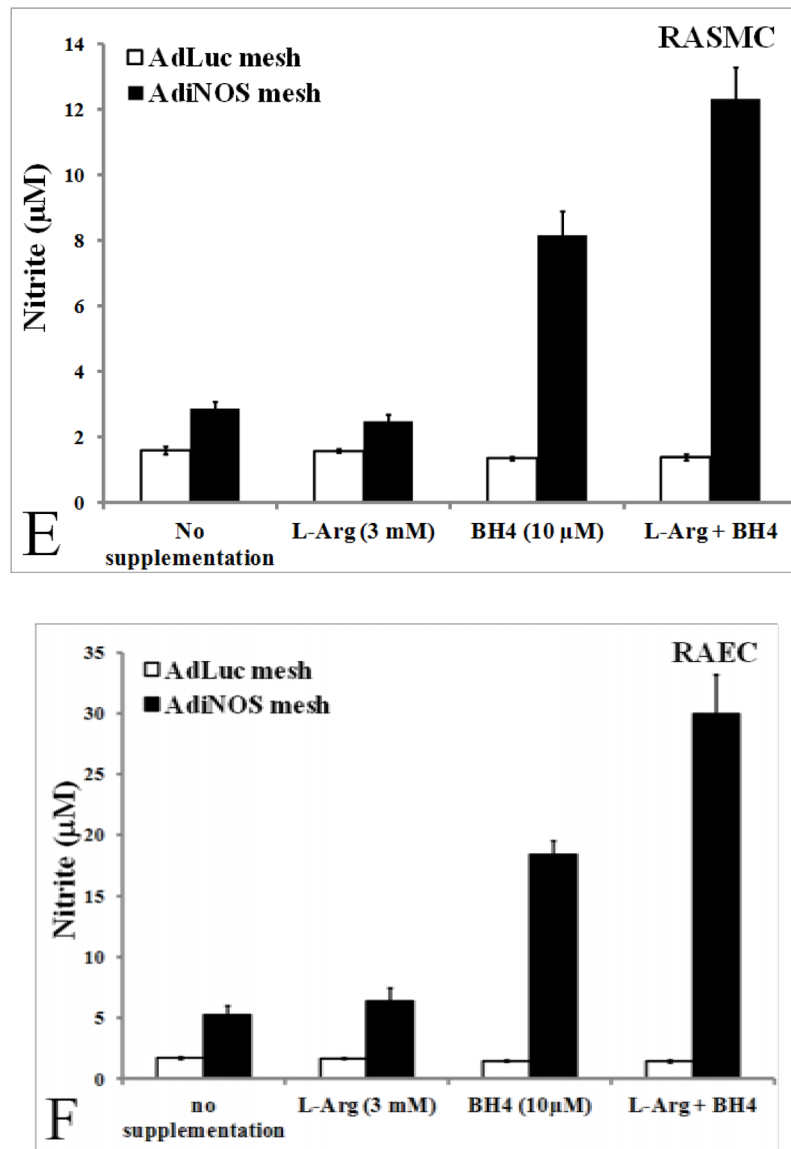 RASMC
AdLuc mesh
AdiNOS mesh
Nitrite (µM)
14
12
10
8
6
4
2
0
No supplementation
L-Arg (3 mM)
BH4 (10 µM)
L-Arg + BH4
E
RAEC
AdLuc mesh
AdiNOS mesh
Nitrite (µM)
35
30
25
20
15
10
5
0
no supplementation
L-Arg (3 mM)
BH4 (10µM)
L-Arg + BH4
F